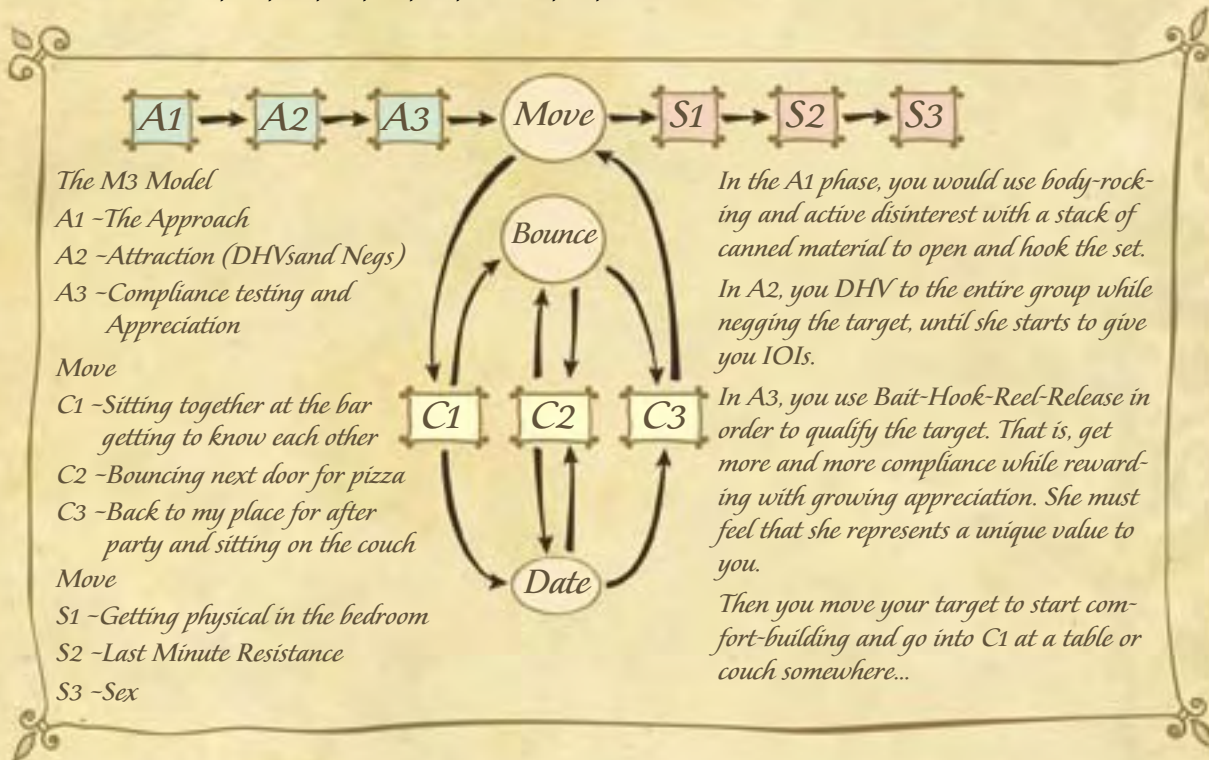 A1 A2 A3 Move S1 S2 S3
The M3 Model
A1 -The Approach
A2 -Attraction (DHVsand Negs)
A3 -Compliance testing and
Appreciation
Move
C1 -Sitting together at the bar
getting to know each other
C2 -Bouncing next door for pizza
C3 -Back to my place for after
party and sitting on the couch
Move
S1 -Getting physical in the bedroom
S2 -Last Minute Resistance
S3 -Sex
Bounce
C1 C2 C3
Date
In the A1 phase, you would use body-rock-
ing and active disinterest with a stack of
canned material to open and hook the set.
In A2, you DHV to the entire group while
negging the target, until she starts to give
you IOIs.
In A3, you use Bait-Hook-Reel-Release in
order to qualify the target. That is, get
more and more compliance while reward-
ing with growing appreciation. She must
feel that she represents a unique value to
you.
Then you move your target to start com-
fort-building and go into C1 at a table or
couch somewhere...